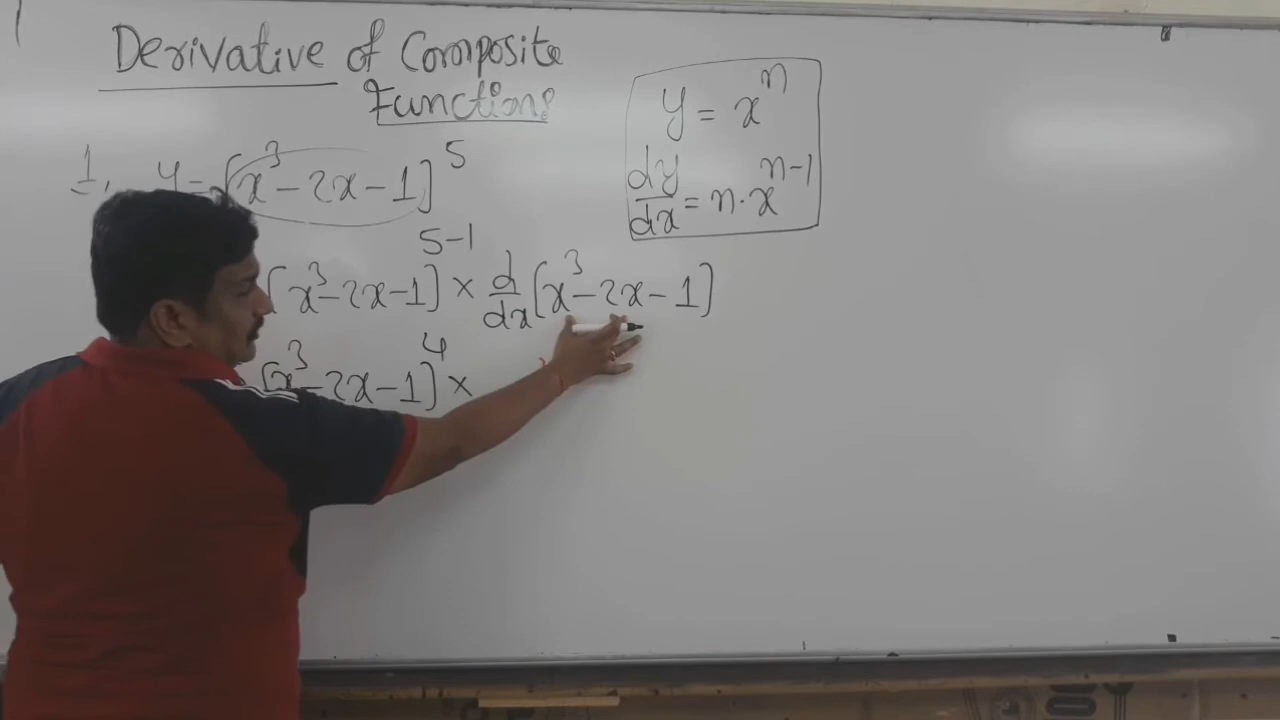 Derivative of Composite
Functions
y = x^n
dy/dx = n·x^(n-1)
1. y = [x^3 - 2x - 1]^5
[x^3 - 2x - 1]^(5-1) × d/dx [x^3 - 2x - 1]
[x^3 - 2x - 1]^4 ×